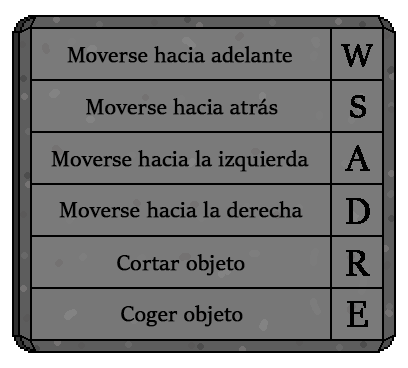 Moverse hacia adelante W
Moverse hacia atrás S
Moverse hacia la izquierda A
Moverse hacia la derecha D
Cortar objeto R
Coger objeto E